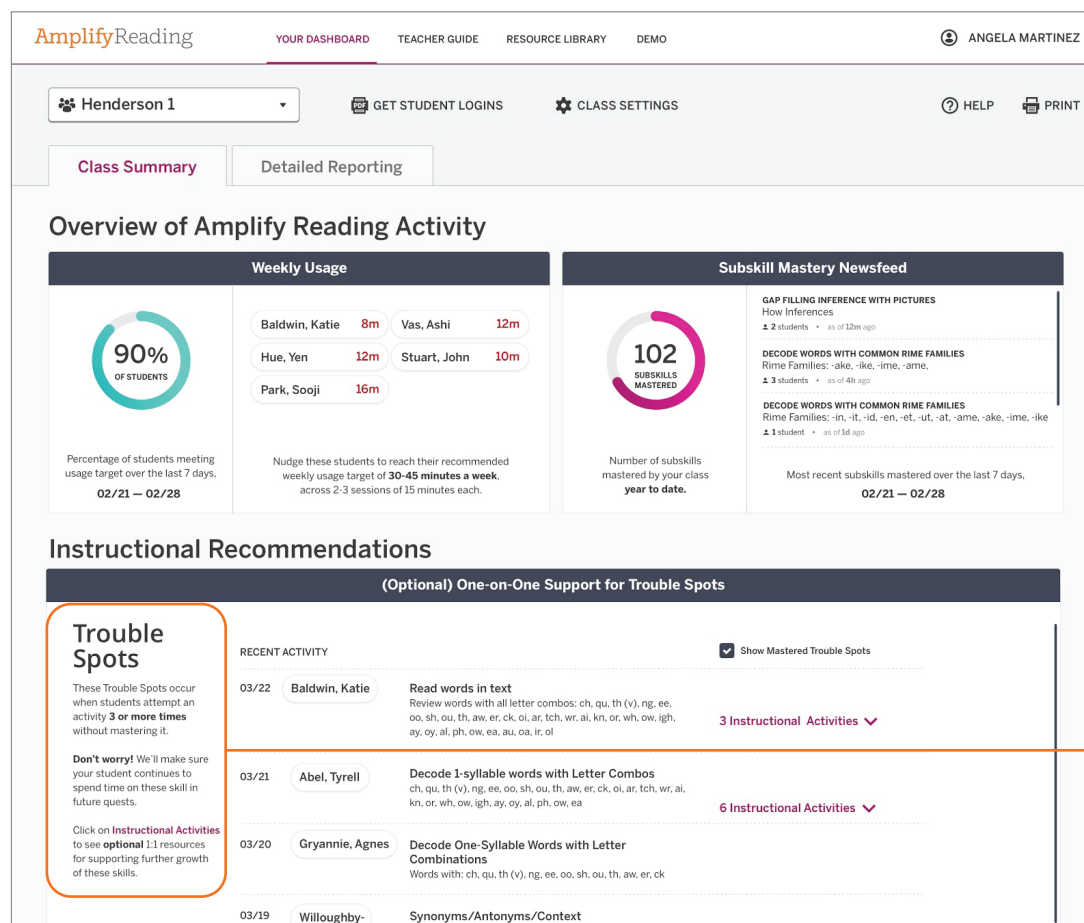 AmplifyReading
YOUR DASHBOARD
TEACHER GUIDE
RESOURCE LIBRARY
DEMO
ANGELA MARTINEZ
Henderson 1
PDF
GET STUDENT LOGINS
CLASS SETTINGS
? HELP
PRINT
Class Summary
Detailed Reporting
Overview of Amplify Reading Activity
Weekly Usage
90%
OF STUDENTS
Percentage of students meeting
usage target over the last 7 days,
02/21 — 02/28
Baldwin, Katie 8m
Vas, Ashi 12m
Hue, Yen 12m
Stuart, John 10m
Park, Sooji 16m
Nudge these students to reach their recommended
weekly usage target of 30-45 minutes a week,
across 2-3 sessions of 15 minutes each.
Subskill Mastery Newsfeed
102
SUBSKILLS
MASTERED
Number of subskills
mastered by your class
year to date.
GAP FILLING INFERENCE WITH PICTURES
How Inferences
2 students • as of 12m ago
DECODE WORDS WITH COMMON RIME FAMILIES
Rime Families: -ake, -ike, -ime, -ame,
3 students • as of 4h ago
DECODE WORDS WITH COMMON RIME FAMILIES
Rime Families: -in, -it, -id, -en, -et, -ut, -at, -ame, -ake, -ime, -ike
1 student • as of 1d ago
Most recent subskills mastered over the last 7 days,
02/21 — 02/28
Instructional Recommendations
(Optional) One-on-One Support for Trouble Spots
Trouble
Spots
These Trouble Spots occur
when students attempt an
activity 3 or more times
without mastering it.
Don't worry! We'll make sure
your student continues to
spend time on these skill in
future quests.
Click on Instructional Activities
to see optional 1:1 resources
for supporting further growth
of these skills.
RECENT ACTIVITY
Show Mastered Trouble Spots
03/22
Baldwin, Katie
Read words in text
Review words with all letter combos: ch, qu, th (v), ng, ee,
oo, sh, ou, th, aw, er, ck, oi, ar, tch, wr, ai, kn, or, wh, ow, igh,
ay, oy, al, ph, ow, ea, au, oa, ir, ol
3 Instructional Activities
03/21
Abel, Tyrell
Decode 1-syllable words with Letter Combos
ch, qu, th (v), ng, ee, oo, sh, ou, th, aw, er, ck, oi, ar, tch, wr, ai,
kn, or, wh, ow, igh, ay, oy, al, ph, ow, ea
6 Instructional Activities
03/20
Gryannie, Agnes
Decode One-Syllable Words with Letter
Combinations
Words with: ch, qu, th (v), ng, ee, oo, sh, ou, th, aw, er, ck
03/19
Willoughby-
Synonyms/Antonyms/Context